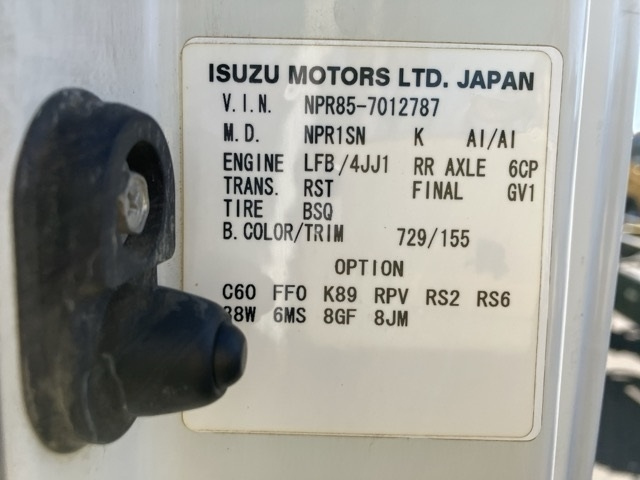 ISUZU MOTORS LTD. JAPAN
V.I.N. NPR85-7012787
M.D. NPR1SN K AI/AI
ENGINE LFB/4JJ1 RR AXLE 6CP
TRANS. RST FINAL GV1
TIRE BSQ
B.COLOR/TRIM 729/155
OPTION
C60 FF0 K89 RPV RS2 RS6
6MS 8GF 8JM